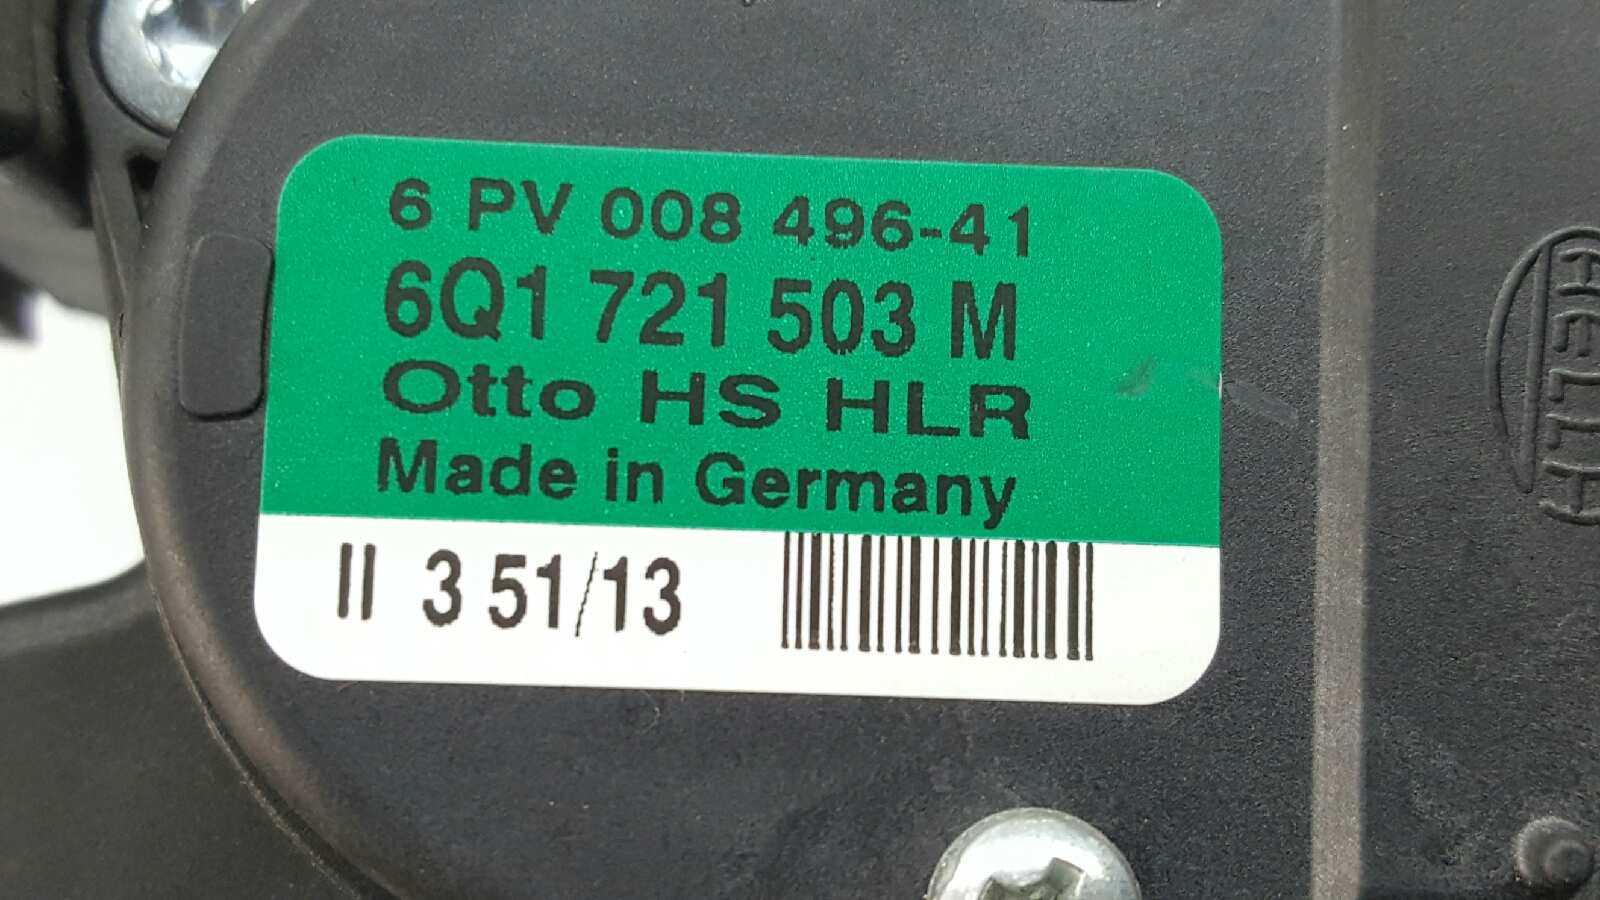 6 PV 008 496-41
6Q1 721 503 M
Otto HS HLR
Made in Germany
II 3 51/13
HELLA